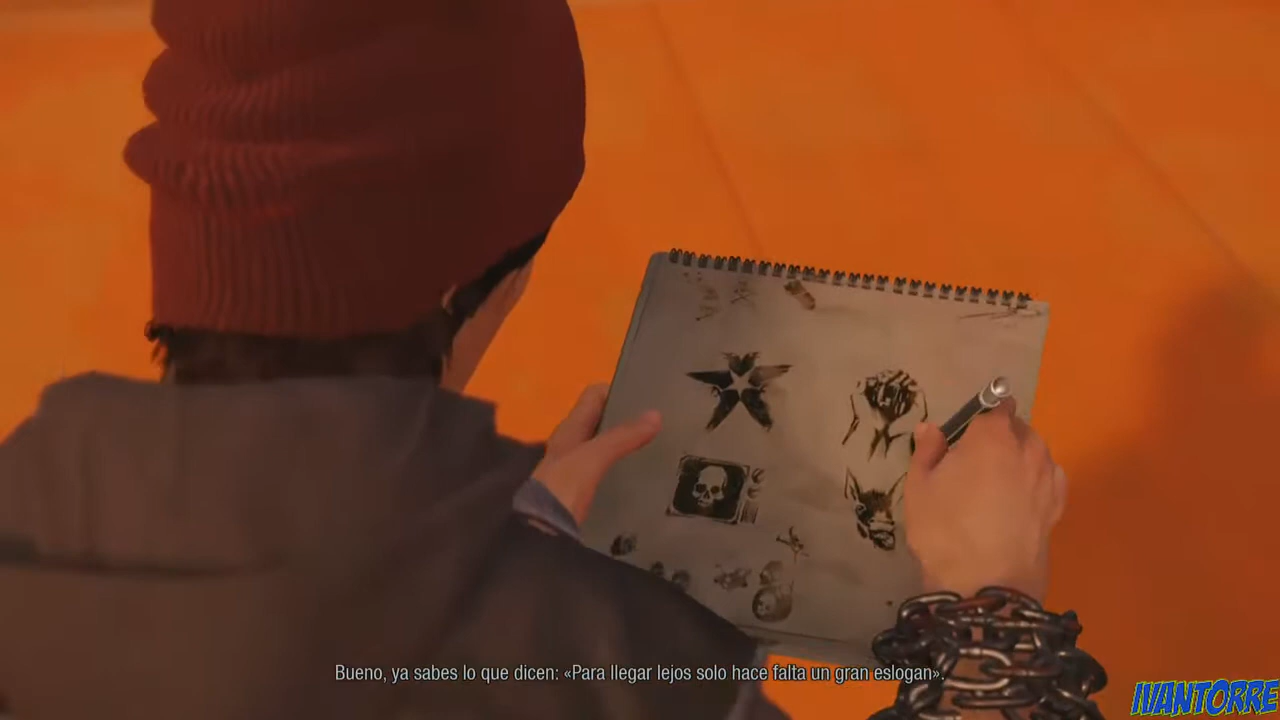 Bueno, ya sabes lo que dicen: «Para llegar lejos solo hace falta un gran eslogan».
IVANTORRE